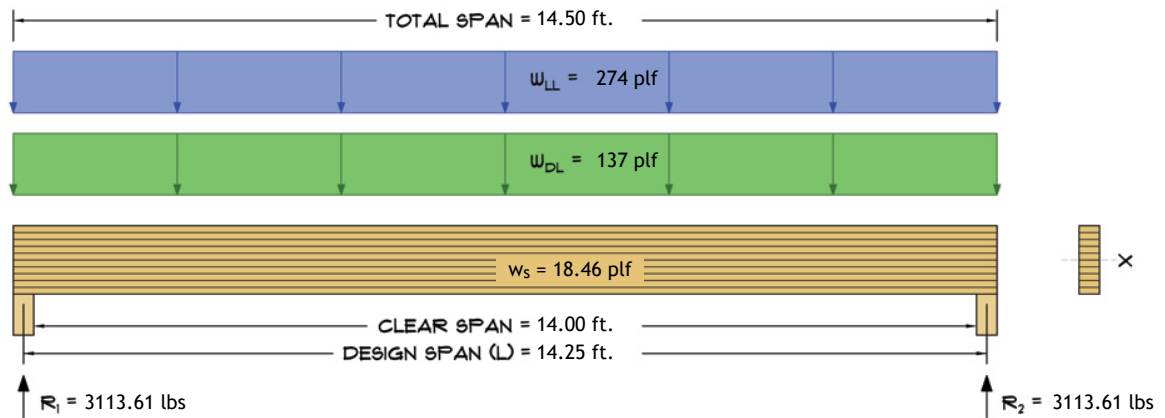 TOTAL SPAN = 14.50 ft.
wLL = 274 plf
wDL = 137 plf
ws = 18.46 plf
X
CLEAR SPAN = 14.00 ft.
DESIGN SPAN (L) = 14.25 ft.
R1 = 3113.61 lbs
R2 = 3113.61 lbs